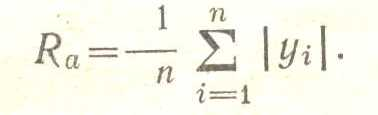 $R_a = \frac{1}{n} \sum_{i=1}^{n} |y_i|.$